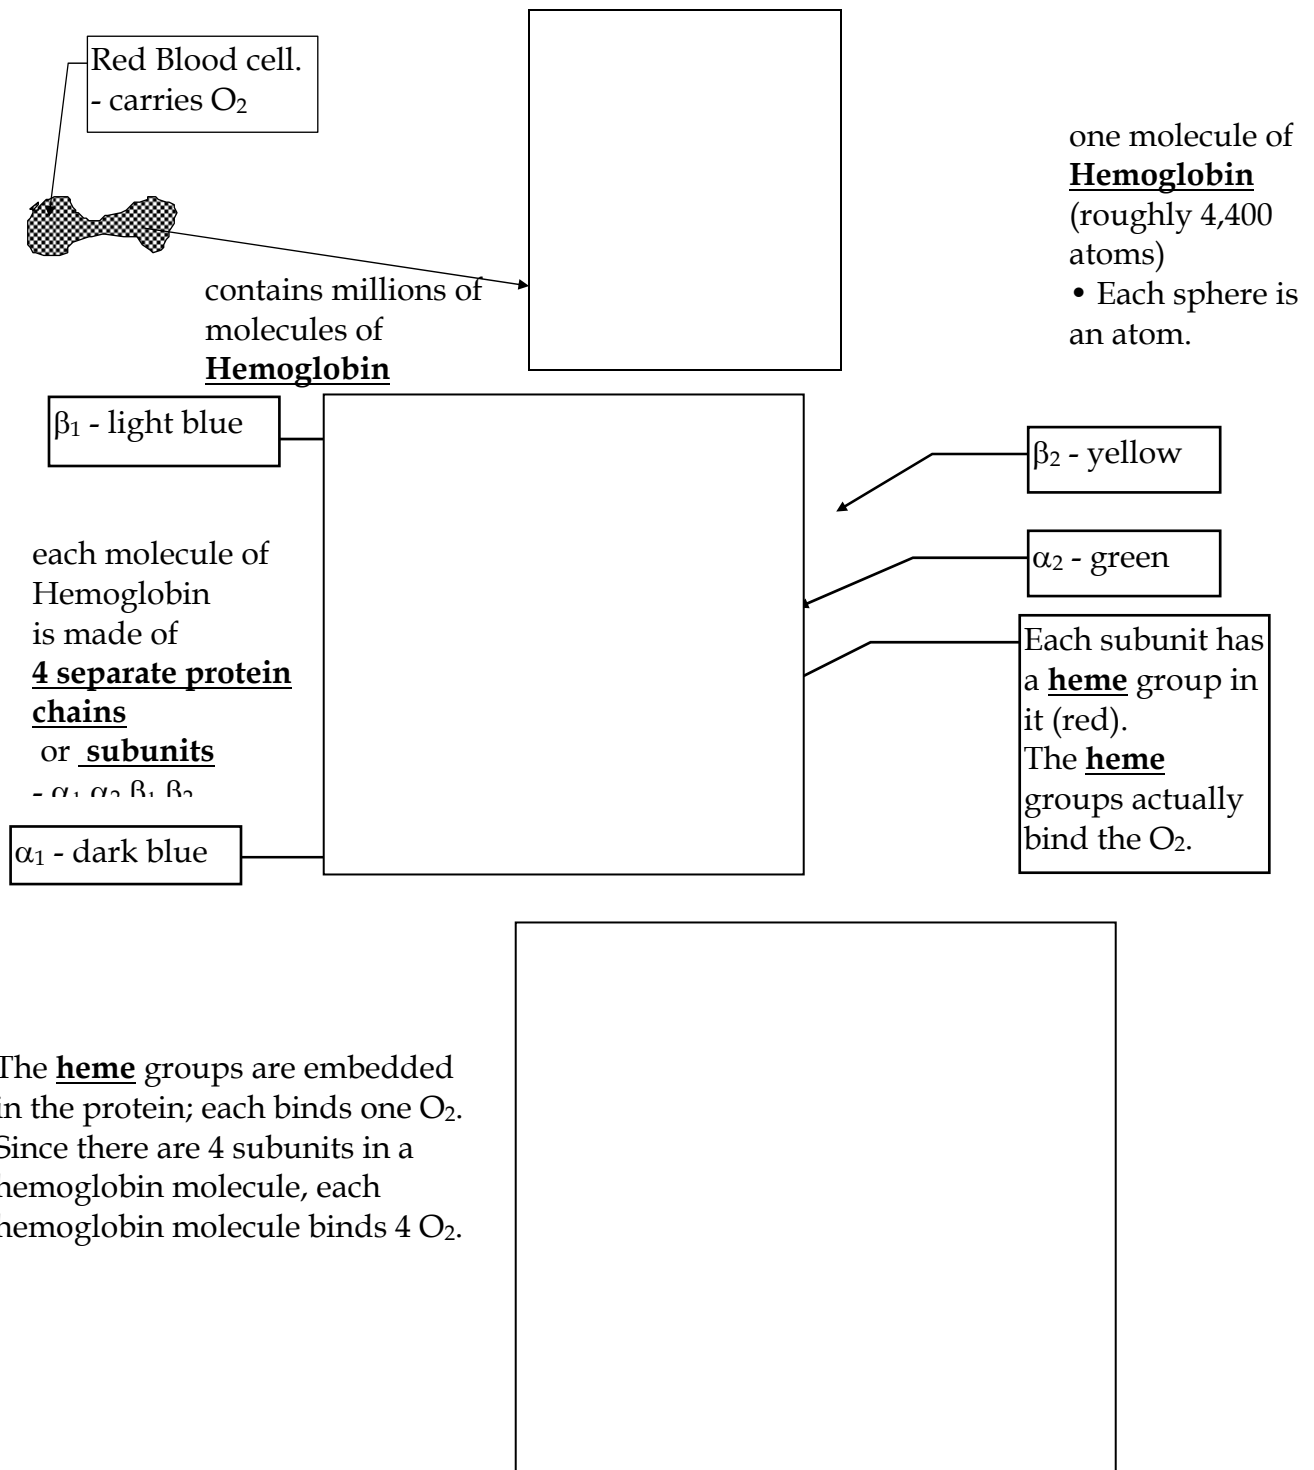 Red Blood cell.
- carries O₂
one molecule of
Hemoglobin
(roughly 4,400
atoms)
• Each sphere is
an atom.
contains millions of
molecules of
Hemoglobin
β₁ - light blue
β₂ - yellow
α₂ - green
each molecule of
Hemoglobin
is made of
4 separate protein
chains
or subunits
- α₁ α₂ β₁ β₂
α₁ - dark blue
Each subunit has
a heme group in
it (red).
The heme
groups actually
bind the O₂.
The heme groups are embedded
in the protein; each binds one O₂.
Since there are 4 subunits in a
hemoglobin molecule, each
hemoglobin molecule binds 4 O₂.